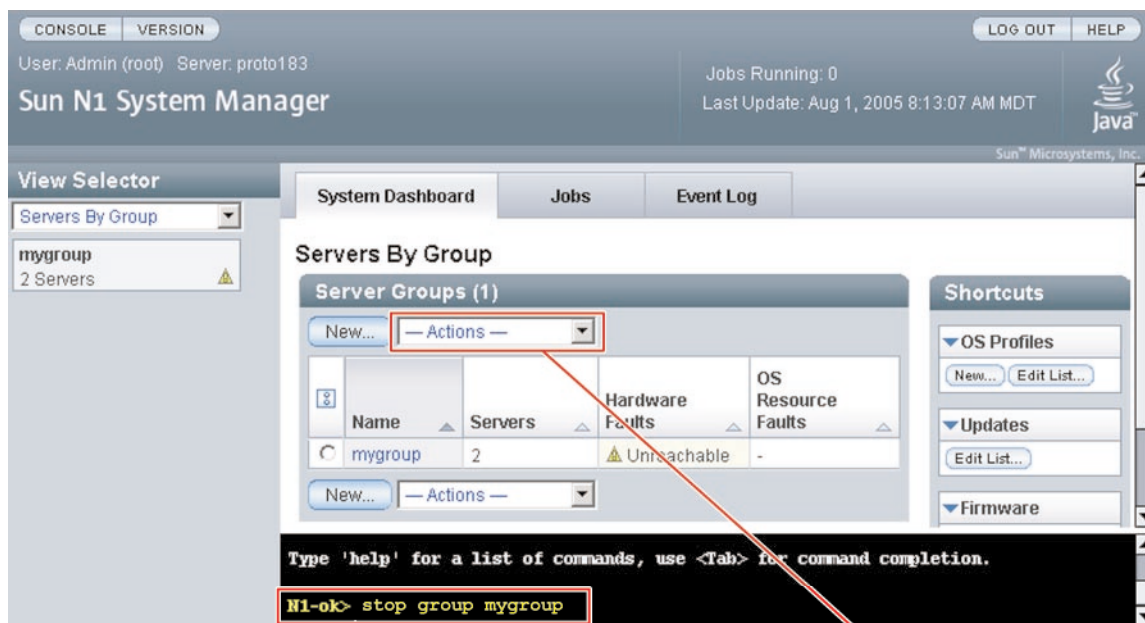 CONSOLE VERSION LOG OUT HELP
User: Admin (root) Server: proto183
Jobs Running: 0
Sun N1 System Manager
Last Update: Aug 1, 2005 8:13:07 AM MDT
Java™
Sun™ Microsystems, Inc.
View Selector
Servers By Group
mygroup
2 Servers
System Dashboard Jobs Event Log
Servers By Group
Server Groups (1)
New... — Actions —
Name Servers Hardware Faults OS Resource Faults
mygroup 2 Unreachable -
New... — Actions —
Shortcuts
OS Profiles
New... Edit List...
Updates
Edit List...
Firmware
Type 'help' for a list of commands, use <Tab> for command completion.
N1-ok> stop group mygroup